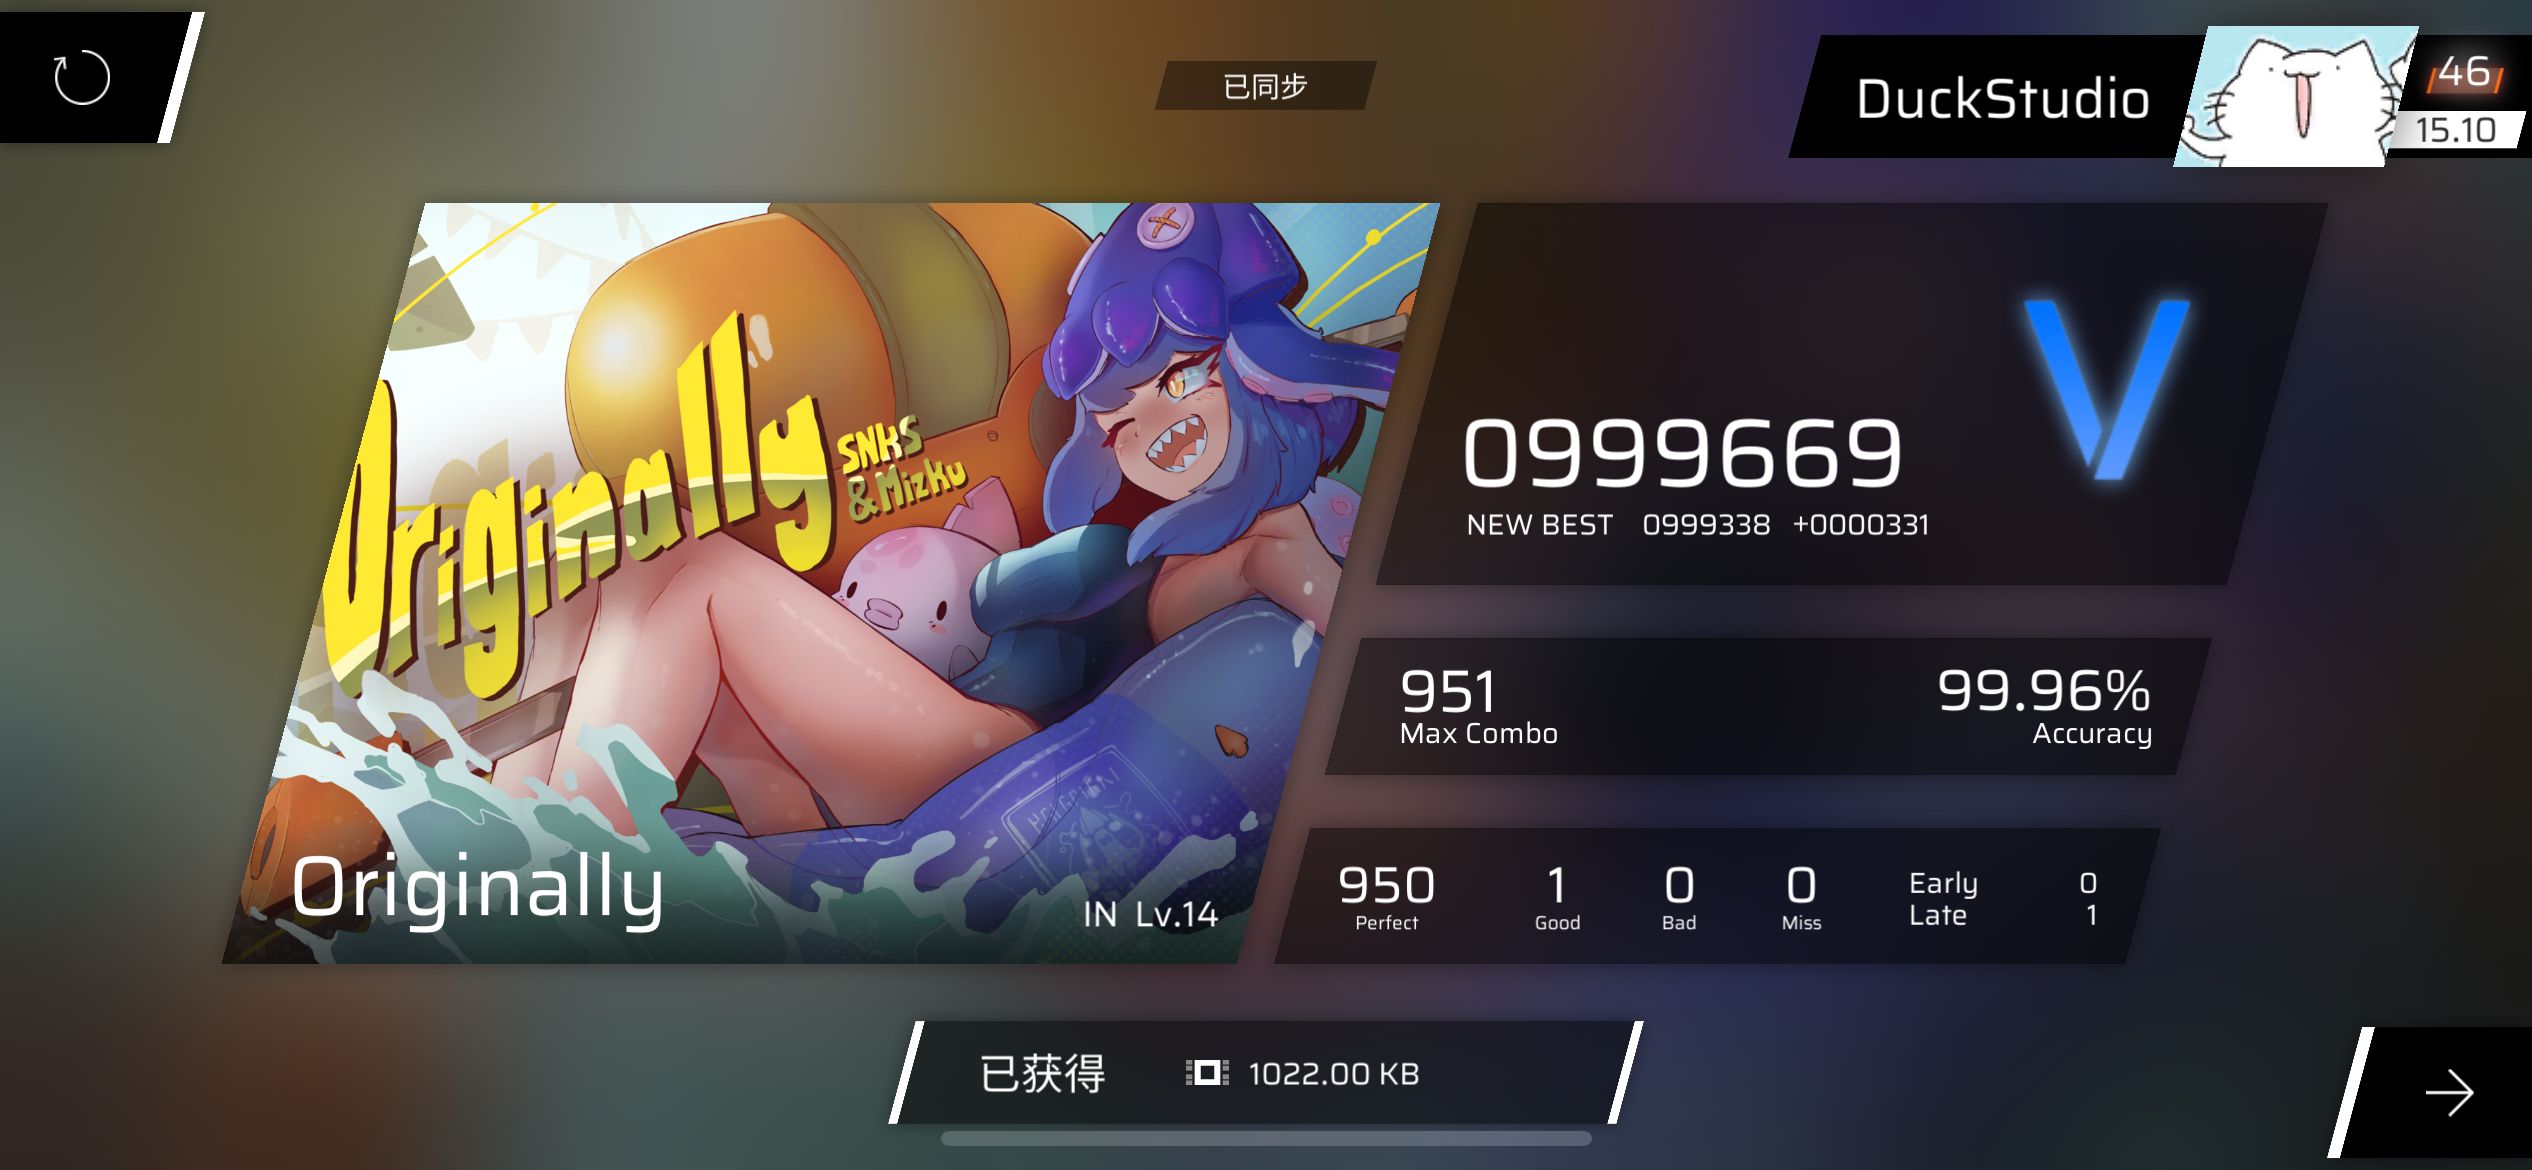 已同步
DuckStudio
46
15.10
Originally
SNKS
&Mizku
0999669
NEW BEST 0999338 +0000331
951
Max Combo
99.96%
Accuracy
Originally
IN Lv.14
950
Perfect
1
Good
0
Bad
0
Miss
Early 0
Late 1
已获得 1022.00 KB